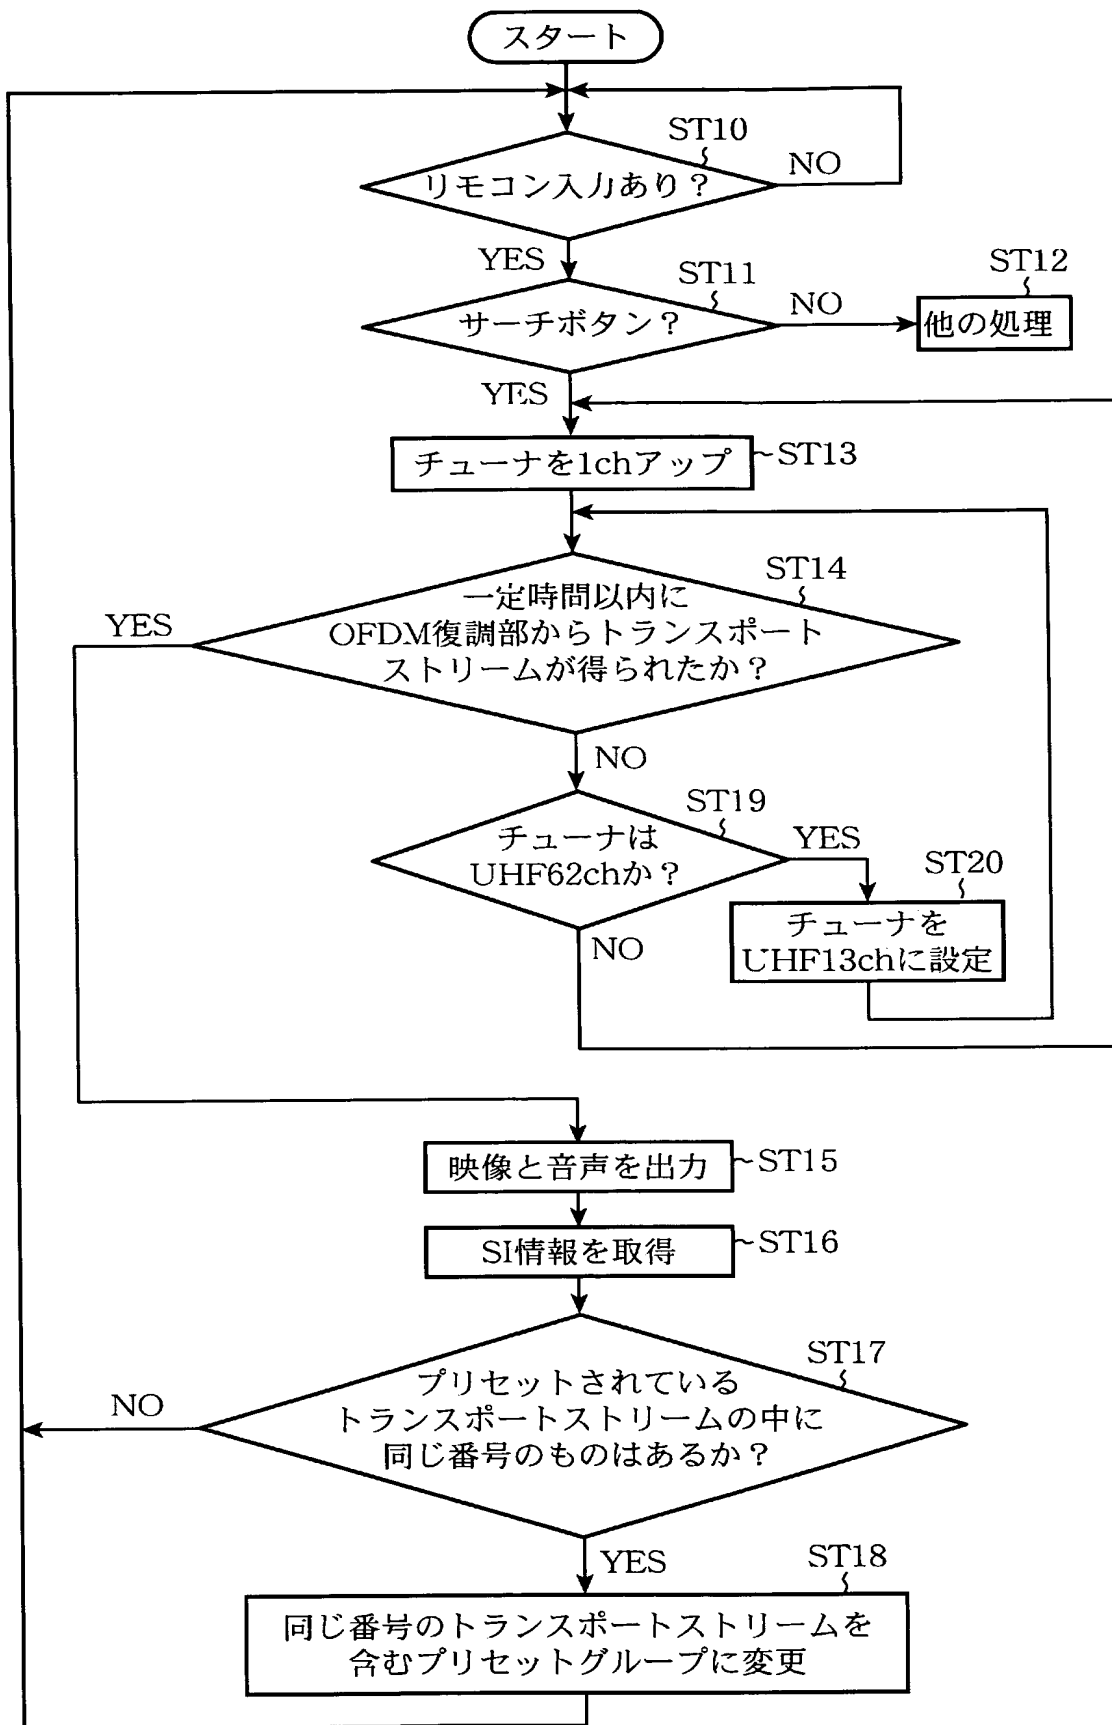 スタート
ST10
リモコン入力あり？
NO
YES
ST11
サーチボタン？
NO
ST12
他の処理
YES
チューナを1chアップ
ST13
ST14
一定時間以内に
OFDM復調部からトランスポート
ストリームが得られたか？
YES
NO
ST19
チューナは
UHF62chか？
YES
ST20
チューナを
UHF13chに設定
NO
映像と音声を出力
ST15
SI情報を取得
ST16
ST17
プリセットされている
トランスポートストリームの中に
同じ番号のものはあるか？
NO
YES
ST18
同じ番号のトランスポートストリームを
含むプリセットグループに変更